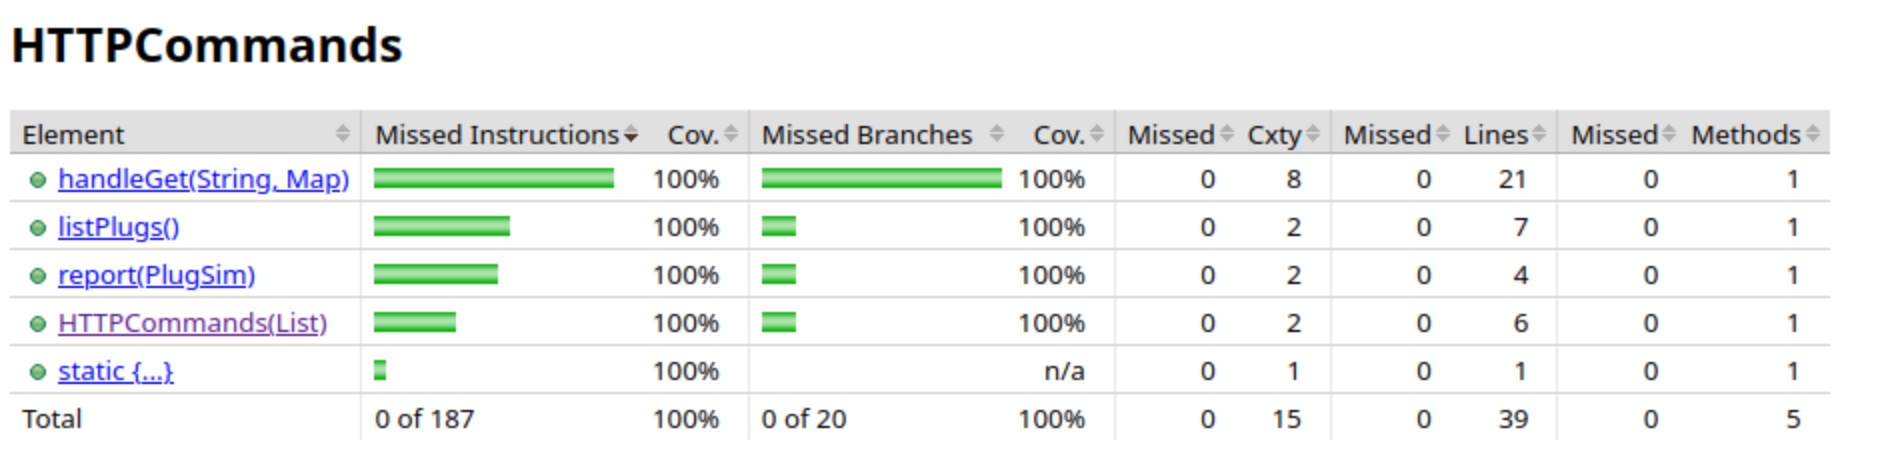 HTTPCommands
Element Missed Instructions Cov. Missed Branches Cov. Missed Cxty Missed Lines Missed Methods
handleGet(String, Map) 100% 100% 0 8 0 21 0 1
listPlugs() 100% 100% 0 2 0 7 0 1
report(PlugSim) 100% 100% 0 2 0 4 0 1
HTTPCommands(List) 100% 100% 0 2 0 6 0 1
static {...} 100% n/a 0 1 0 1 0 1
Total 0 of 187 100% 0 of 20 100% 0 15 0 39 0 5